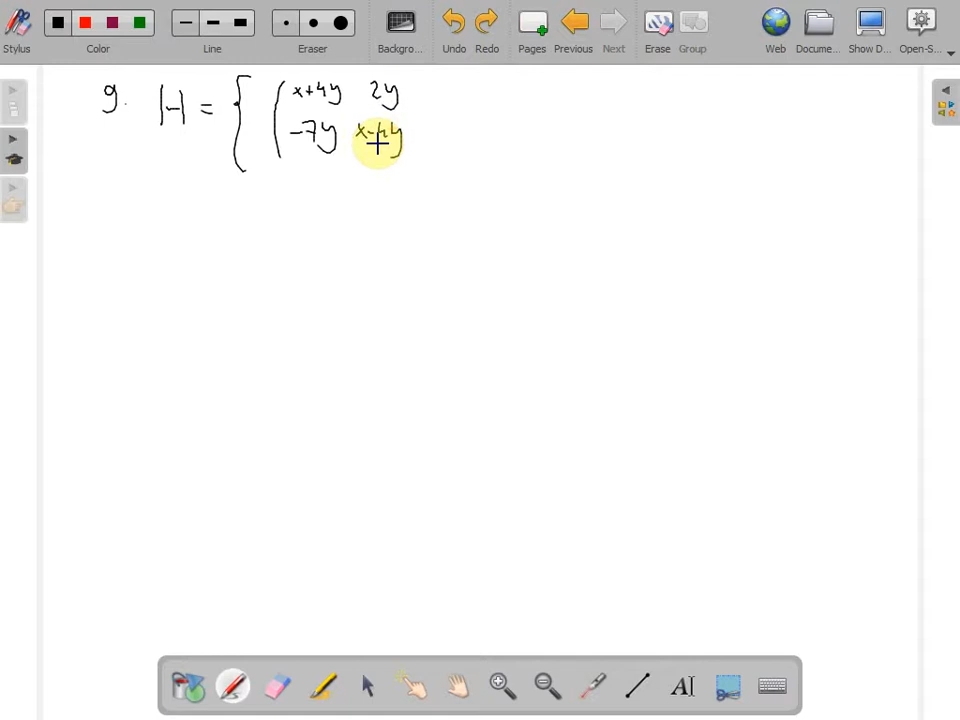 Stylus Color Line Eraser Backgro... Undo Redo Pages Previous Next Erase Group Web Docume... Show D... Open-S...
9. H = { ( x+4y 2y
-7y x-4y